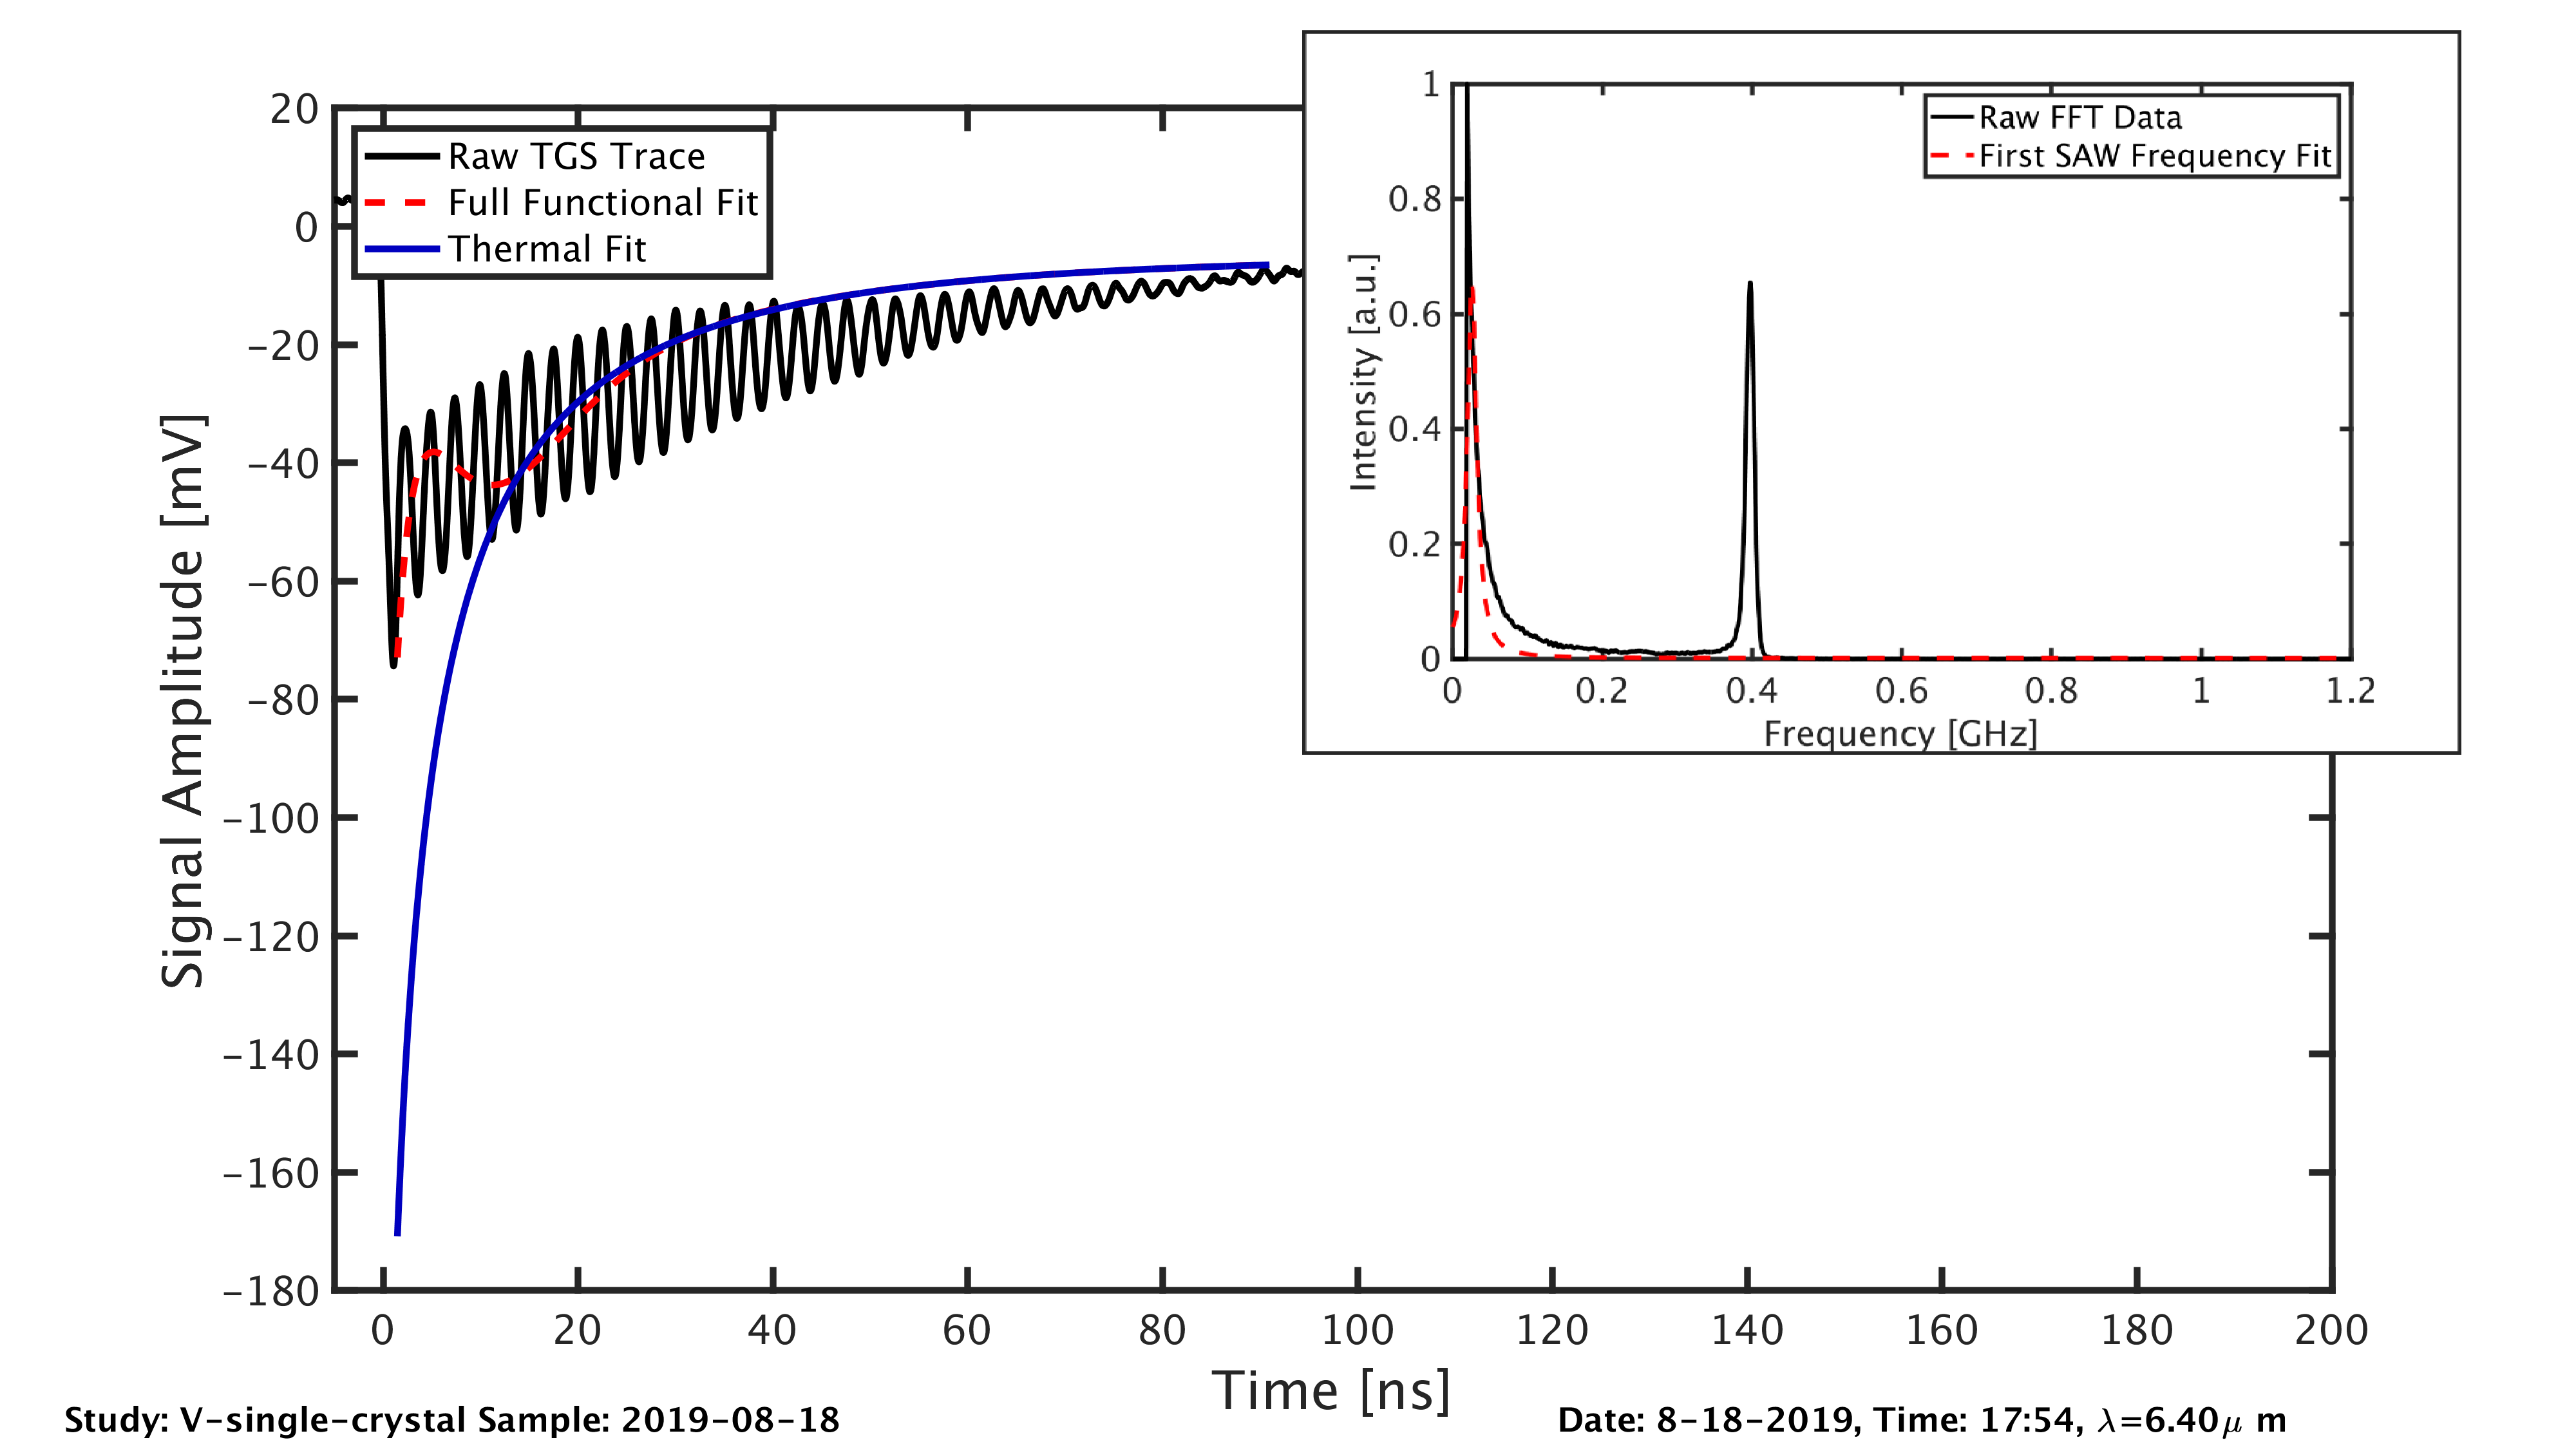 Raw TGS Trace
Full Functional Fit
Thermal Fit
20
0
−20
−40
−60
−80
−100
−120
−140
−160
−180
Signal Amplitude [mV]
0 20 40 60 80 100 120 140 160 180 200
Time [ns]
Raw FFT Data
First SAW Frequency Fit
1
0.8
0.6
0.4
0.2
0
Intensity [a.u.]
0 0.2 0.4 0.6 0.8 1 1.2
Frequency [GHz]
Study: V−single−crystal Sample: 2019−08−18
Date: 8−18−2019, Time: 17:54, λ=6.40μ m